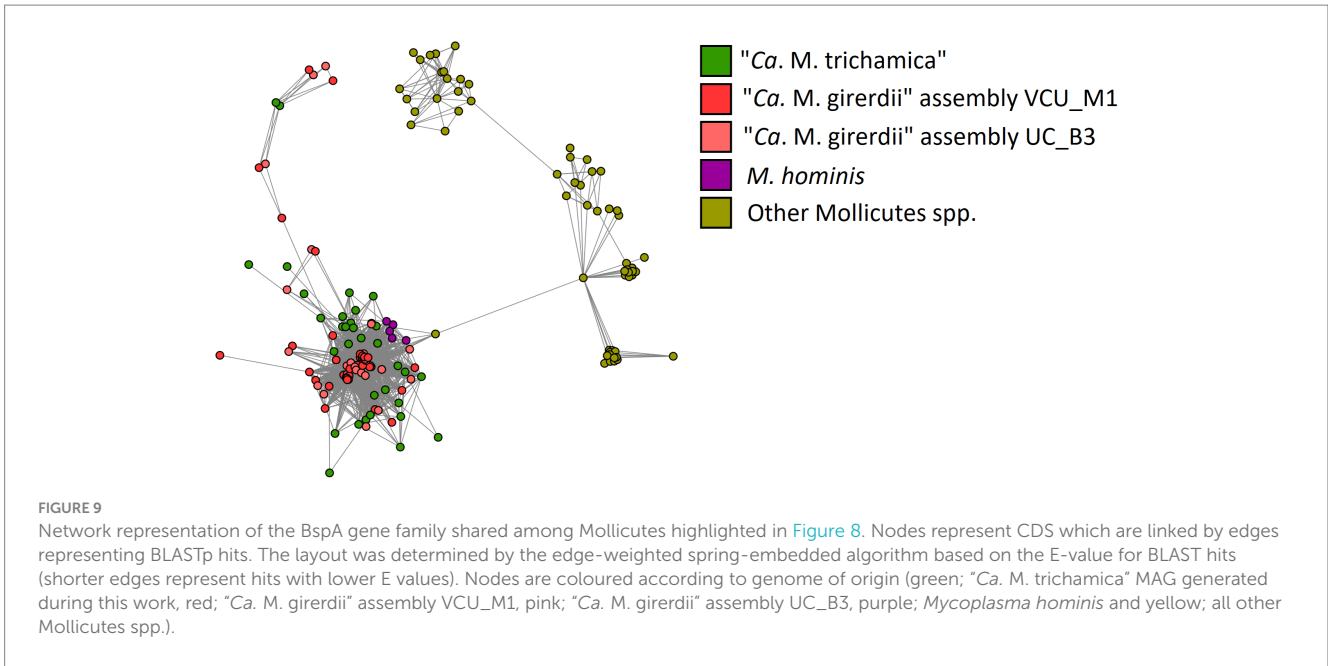 "Ca. M. trichamica"
"Ca. M. girerdii" assembly VCU_M1
"Ca. M. girerdii" assembly UC_B3
M. hominis
Other Mollicutes spp.
FIGURE 9
Network representation of the BspA gene family shared among Mollicutes highlighted in Figure 8. Nodes represent CDS which are linked by edges
representing BLASTp hits. The layout was determined by the edge-weighted spring-embedded algorithm based on the E-value for BLAST hits
(shorter edges represent hits with lower E values). Nodes are coloured according to genome of origin (green; “Ca. M. trichamica” MAG generated
during this work, red; “Ca. M. girerdii” assembly VCU_M1, pink; “Ca. M. girerdii” assembly UC_B3, purple; Mycoplasma hominis and yellow; all other
Mollicutes spp.).